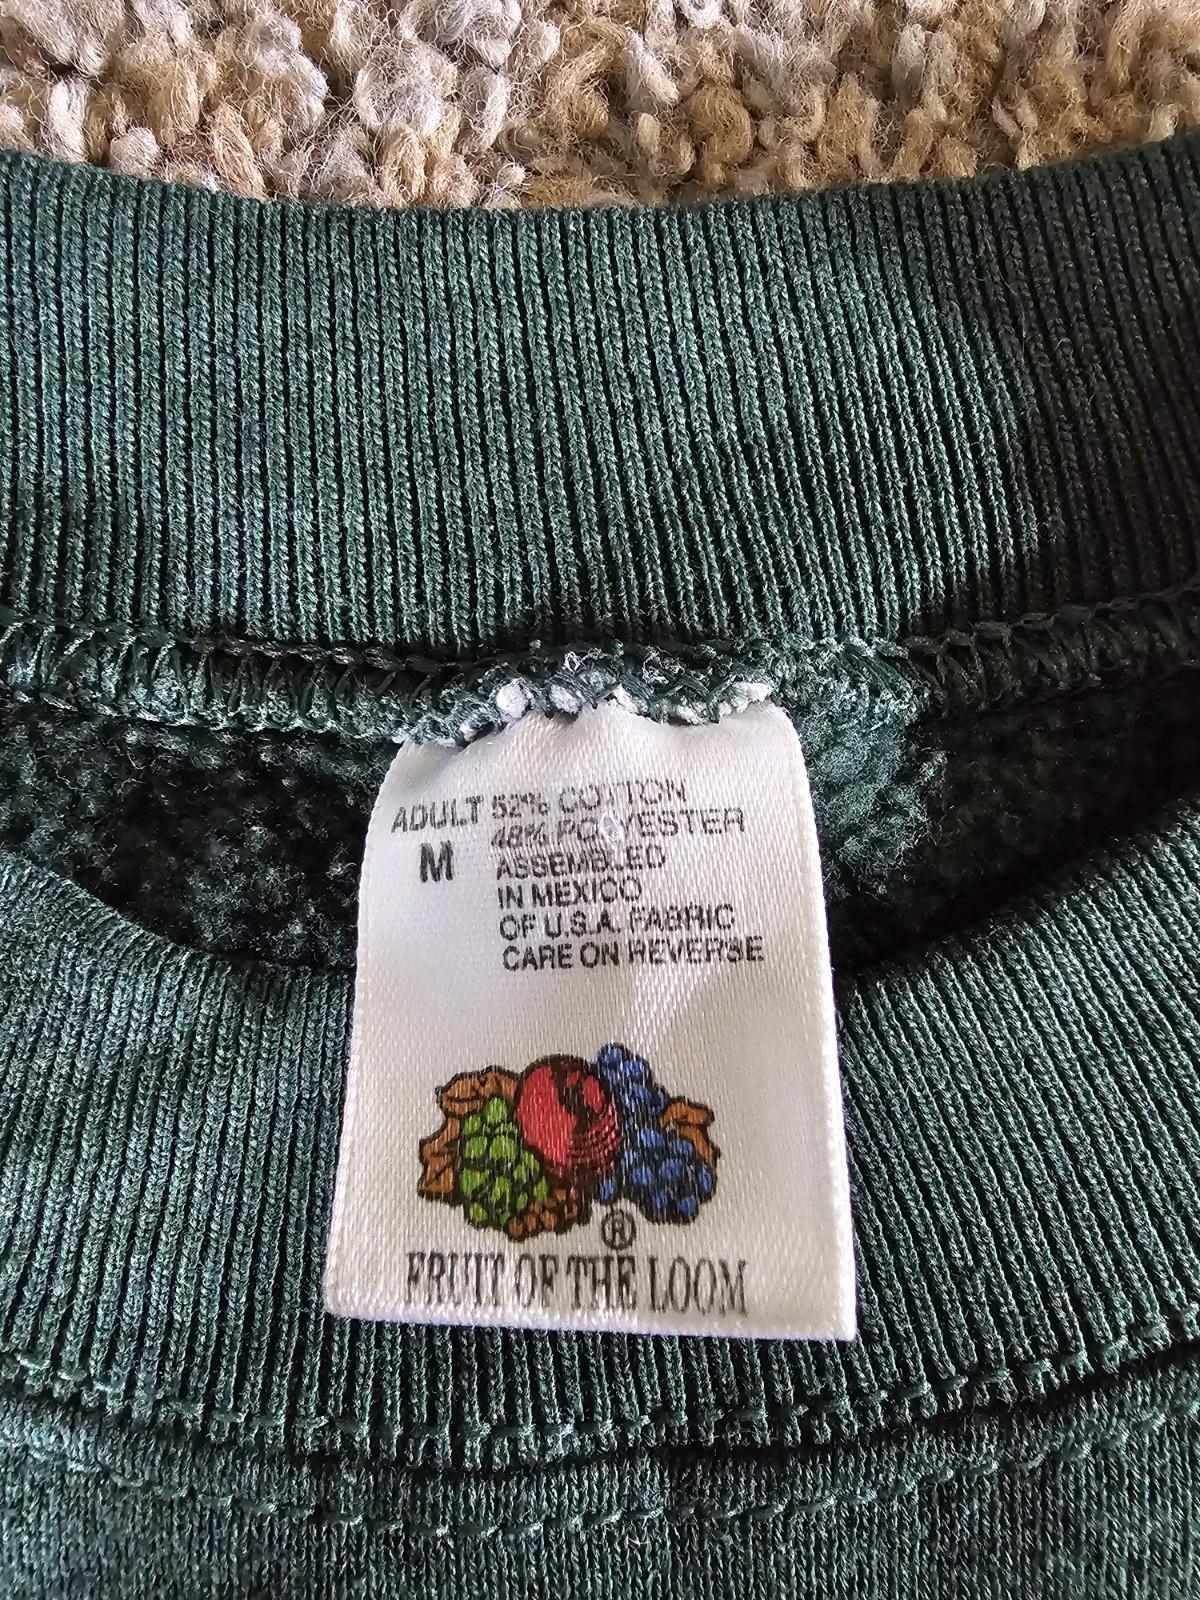 ADULT 52% COTTON
48% POLYESTER
M
ASSEMBLED
IN MEXICO
OF U.S.A. FABRIC
CARE ON REVERSE
®
FRUIT OF THE LOOM